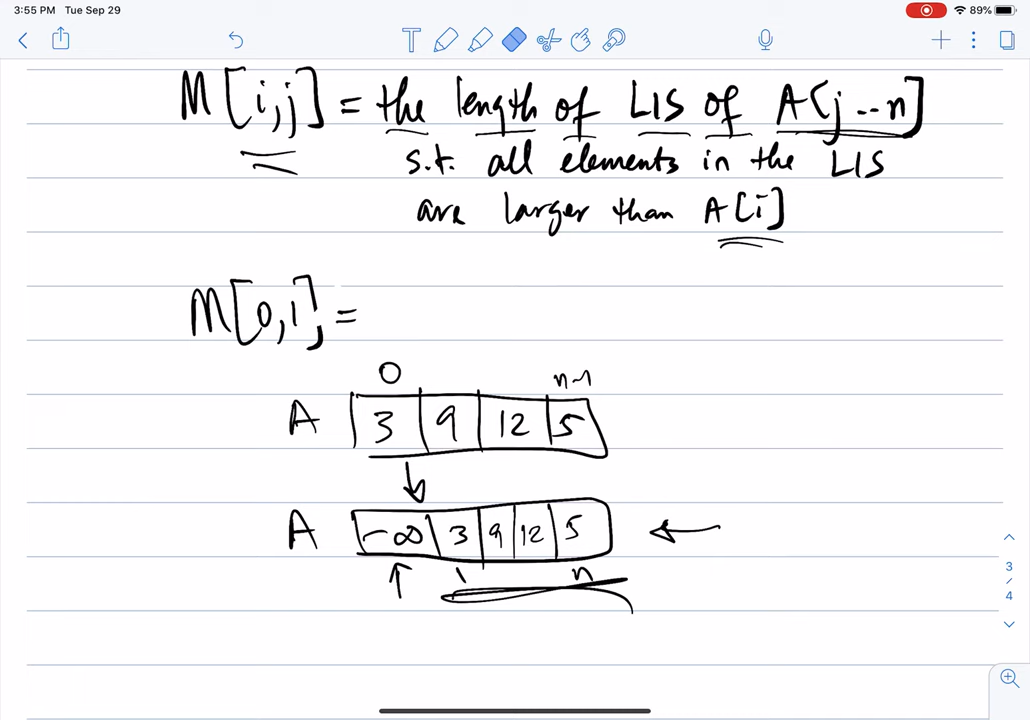 3:55 PM Tue Sep 29
89%
T
M[i,j] = the length of LIS of A[j--n]
s.t. all elements in the LIS
are larger than A[i]
M[0,1] =
0 n-1
A 3 9 12 5
A -∞ 3 9 12 5
1 n
3
/
4